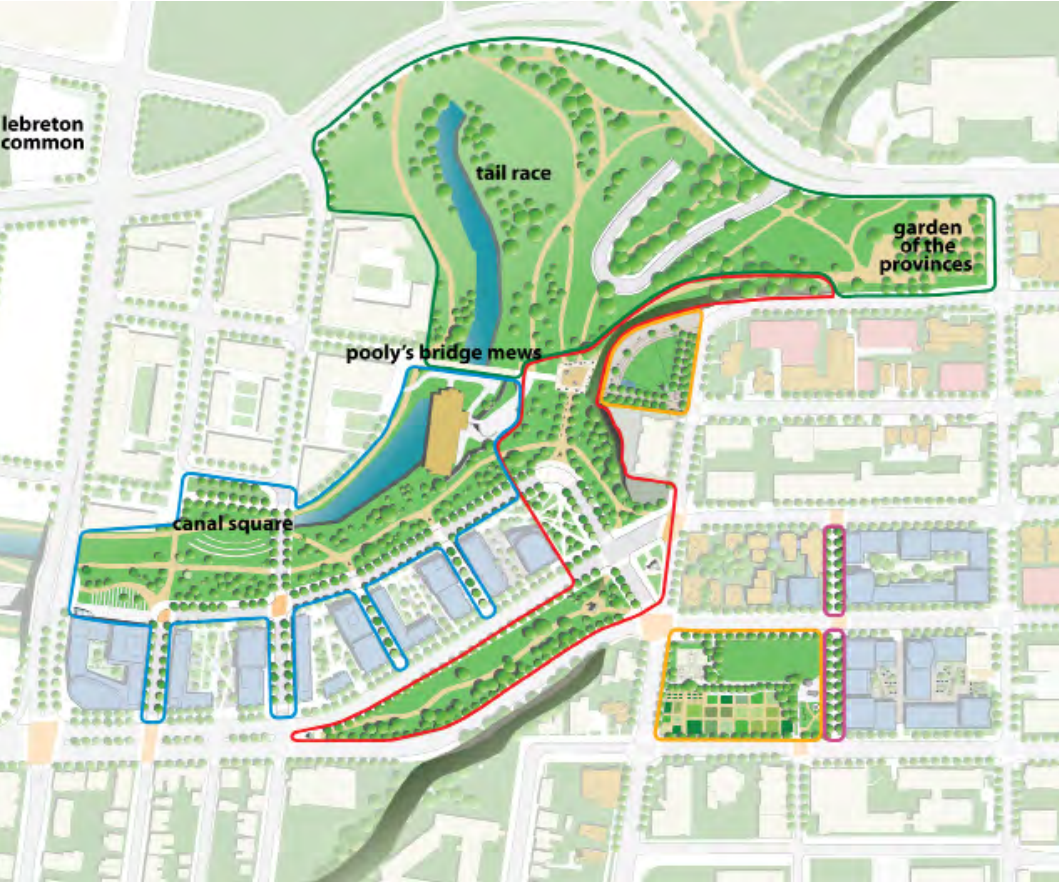 lebreton
common
tail race
garden
of the
provinces
pooly's bridge mews
canal square